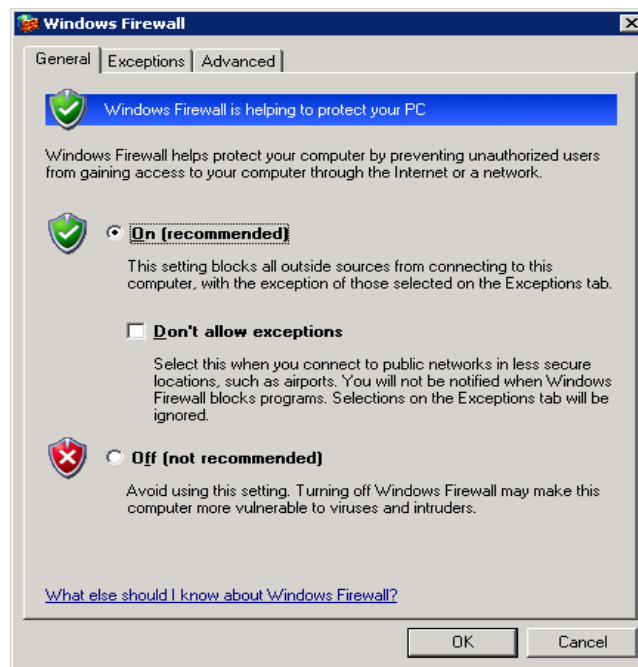 Windows Firewall
General
Exceptions
Advanced
Windows Firewall is helping to protect your PC
Windows Firewall helps protect your computer by preventing unauthorized users
from gaining access to your computer through the Internet or a network.
On (recommended)
This setting blocks all outside sources from connecting to this
computer, with the exception of those selected on the Exceptions tab.
Don't allow exceptions
Select this when you connect to public networks in less secure
locations, such as airports. You will not be notified when Windows
Firewall blocks programs. Selections on the Exceptions tab will be
ignored.
Off (not recommended)
Avoid using this setting. Turning off Windows Firewall may make this
computer more vulnerable to viruses and intruders.
What else should I know about Windows Firewall?
OK
Cancel